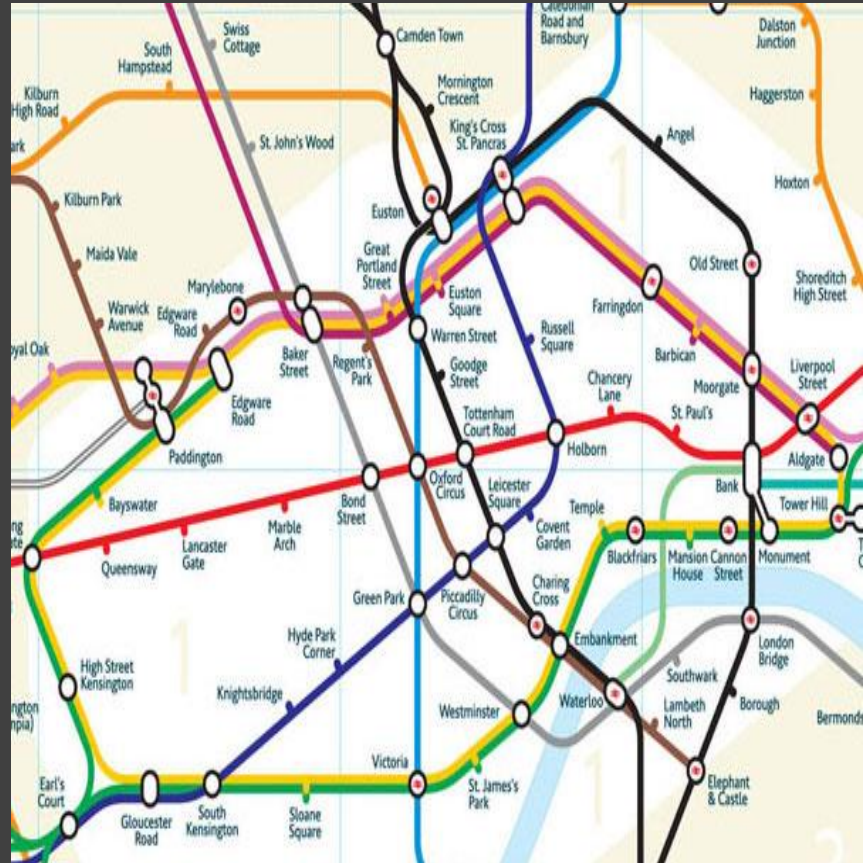 Swiss
Cottage
Camden Town
Caledonian
Road and
Barnsbury
Dalston
Junction
South
Hampstead
Mornington
Crescent
Kilburn
High Road
Haggerston
King's Cross
St. Pancras
Angel
St. John's Wood
Hoxton
Kilburn Park
Euston
Maida Vale
Great
Portland
Street
Old Street
Marylebone
Euston
Square
Farringdon
Shoreditch
High Street
Warwick
Avenue
Edgware
Road
Warren Street
Russell
Square
Baker
Street
Regent's
Park
Barbican
oyal Oak
Goodge
Street
Moorgate
Liverpool
Street
Chancery
Lane
Edgware
Road
Tottenham
Court Road
St. Paul's
Holborn
Paddington
Aldgate
Oxford
Circus
Bank
Bond
Street
Leicester
Square
Bayswater
Temple
Tower Hill
Marble
Arch
Covent
Garden
Lancaster
Gate
Blackfriars
Mansion
House
Cannon
Street
Monument
Queensway
Charing
Cross
Green Park
Piccadilly
Circus
Hyde Park
Corner
Embankment
London
Bridge
1
1
1
2
High Street
Kensington
Knightsbridge
Southwark
Waterloo
Borough
Westminster
Lambeth
North
Victoria
Earl's
Court
St. James's
Park
Elephant
& Castle
Gloucester
Road
South
Kensington
Sloane
Square